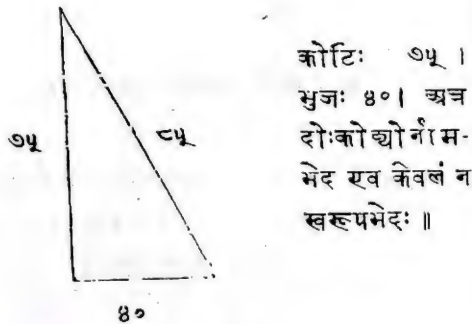 कोटिः ७५ ।
भुजः ४०। अत्र
७५
८५
दोःकोट्योर्नाम-
भेद एव केवलं न
स्वरूपभेदः ॥
४०